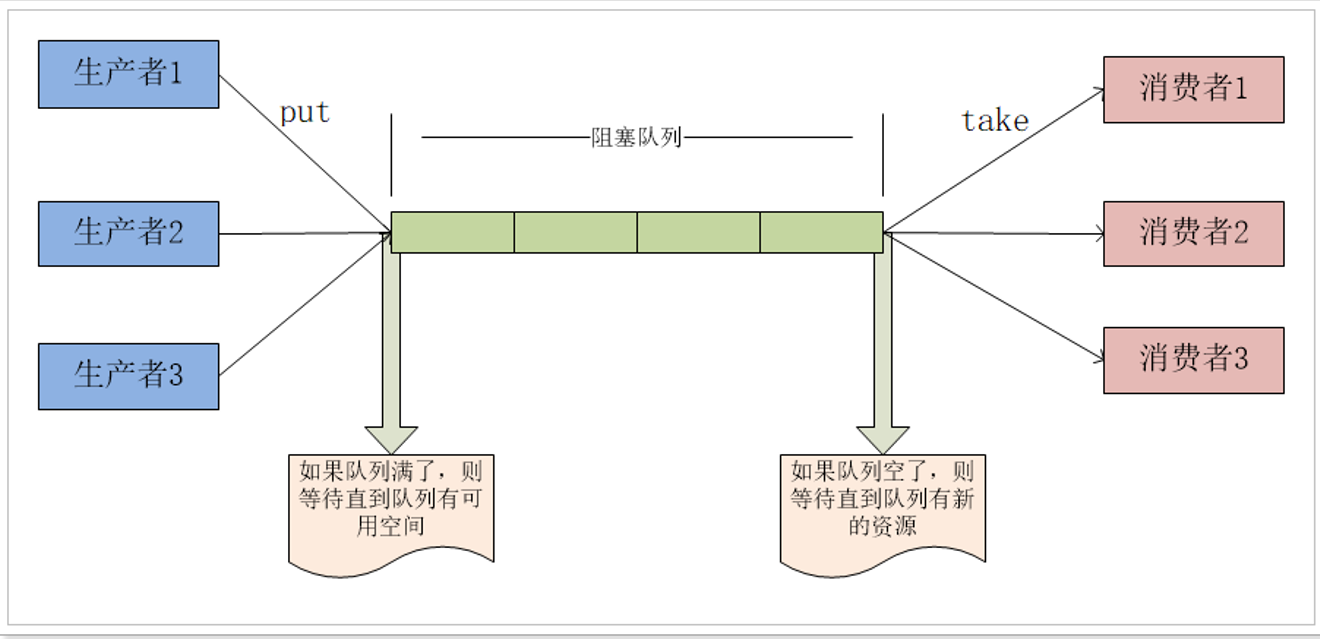 生产者1
put
生产者2
生产者3
阻塞队列
take
消费者1
消费者2
消费者3
如果队列满了，则
等待直到队列有可
用空间
如果队列空了，则
等待直到队列有新
的资源